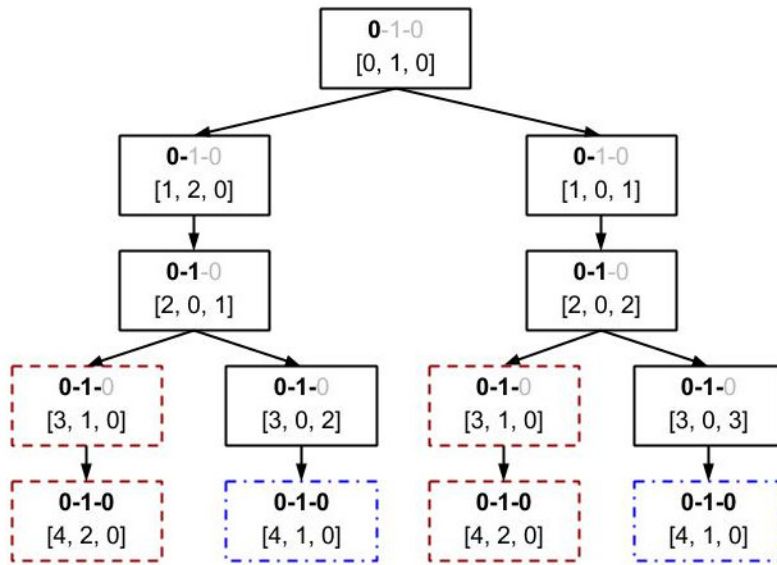 0-1-0
[0, 1, 0]
0-1-0
[1, 2, 0]
0-1-0
[1, 0, 1]
0-1-0
[2, 0, 1]
0-1-0
[2, 0, 2]
0-1-0
[3, 1, 0]
0-1-0
[3, 0, 2]
0-1-0
[3, 1, 0]
0-1-0
[3, 0, 3]
0-1-0
[4, 2, 0]
0-1-0
[4, 1, 0]
0-1-0
[4, 2, 0]
0-1-0
[4, 1, 0]